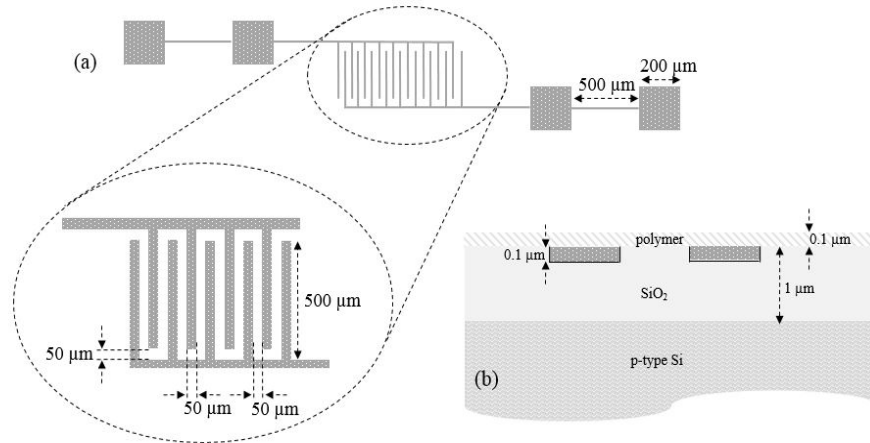 (a)
200 µm
500 µm
500 µm
50 µm
50 µm
50 µm
polymer
0.1 µm
0.1 µm
SiO₂
1 µm
p-type Si
(b)